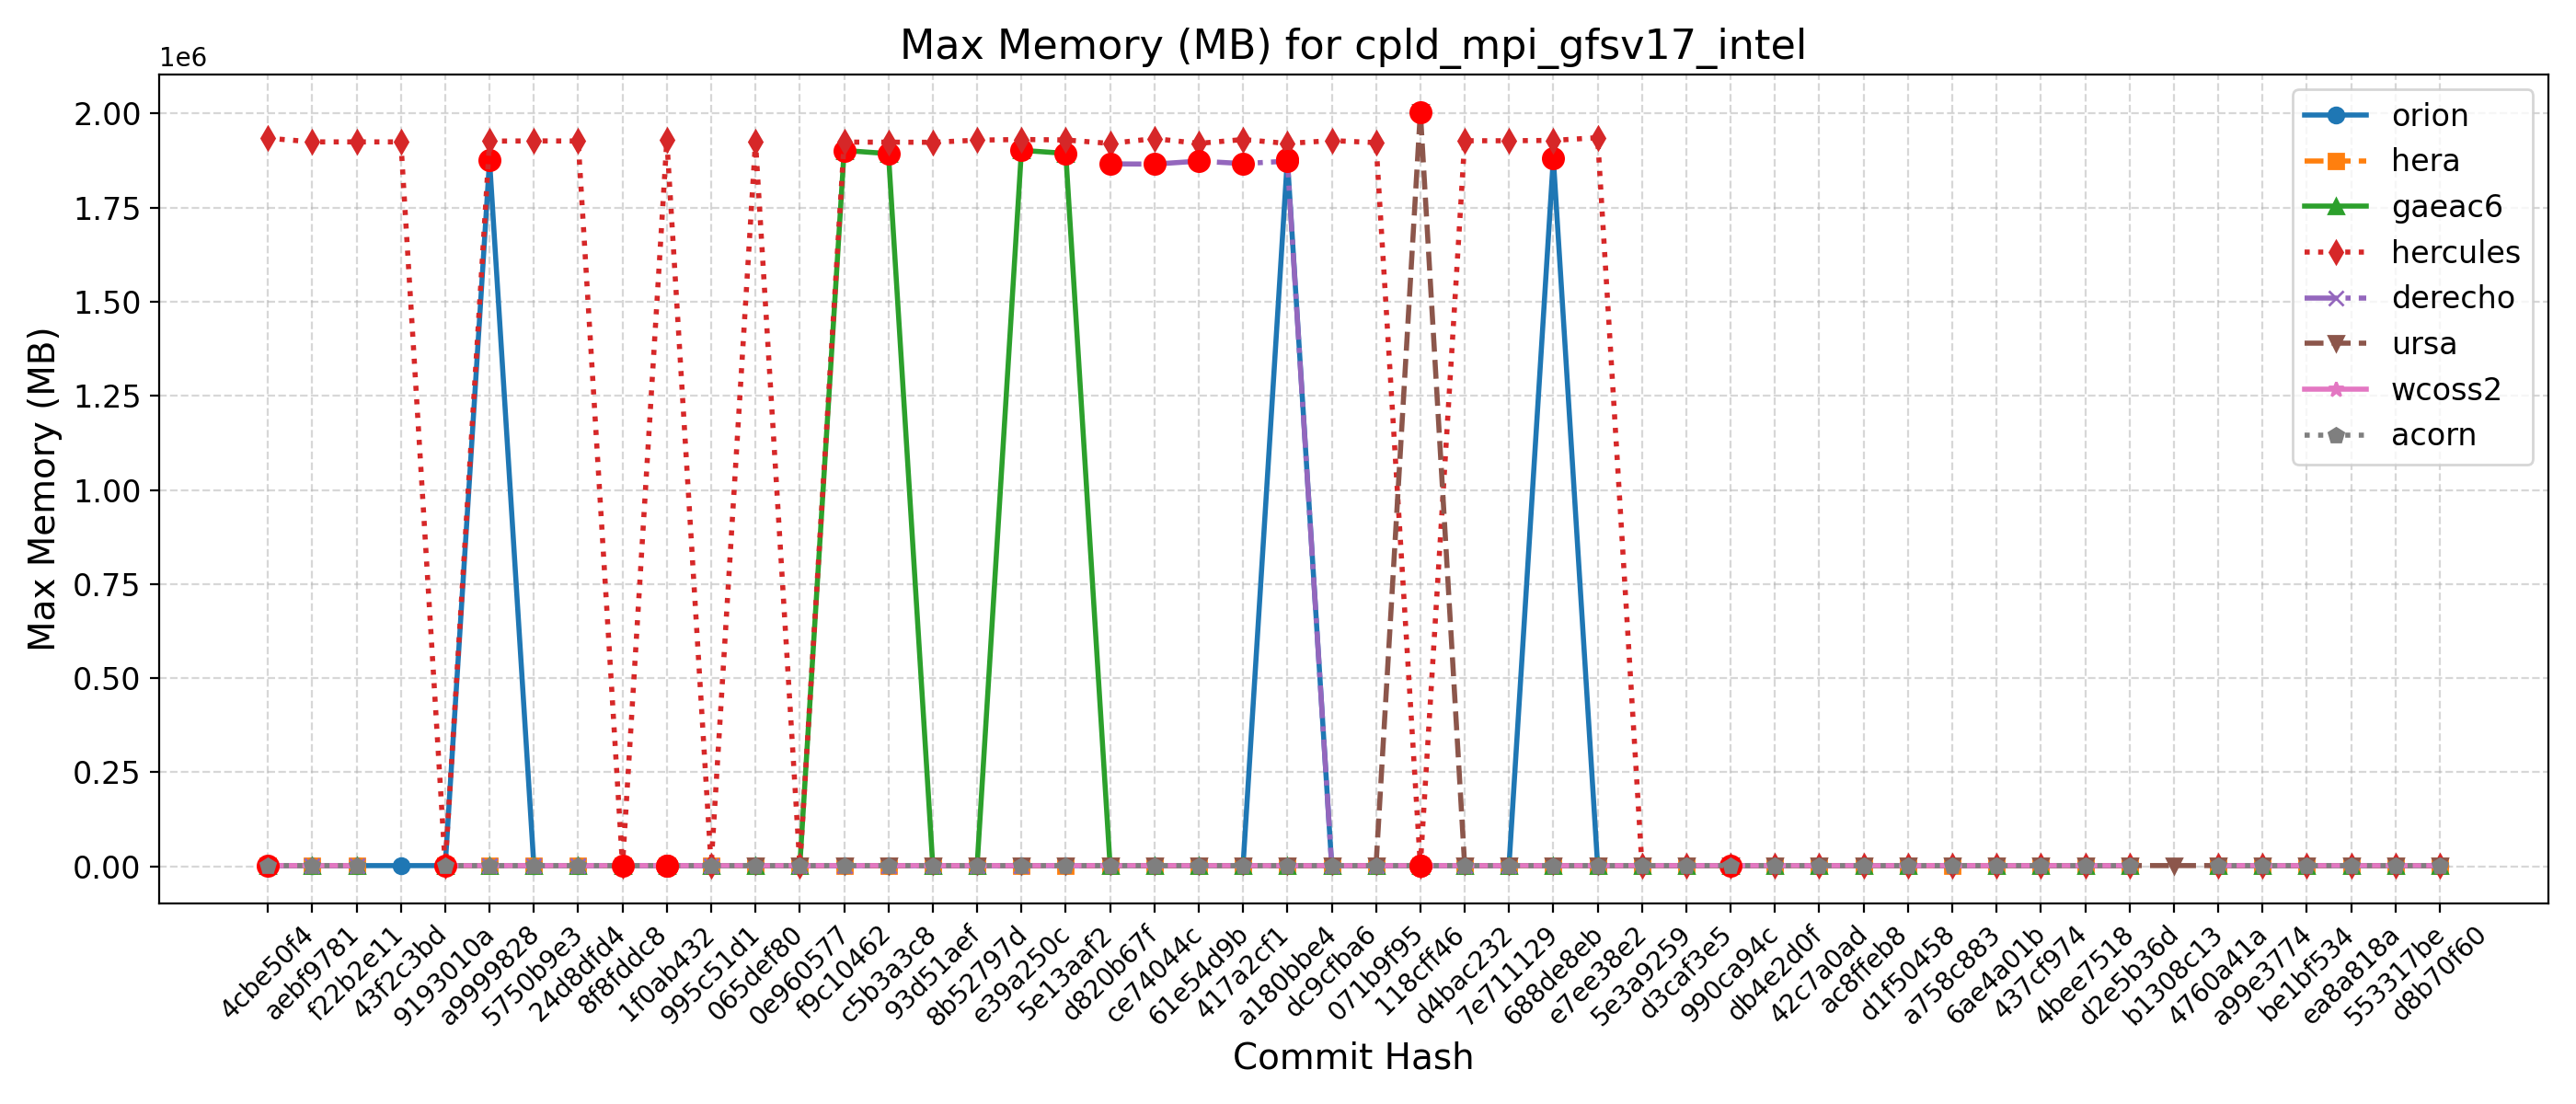 Max Memory (MB) for cpld_mpi_gfsv17_intel
1e6
2.00
1.75
1.50
1.25
1.00
0.75
0.50
0.25
0.00
Max Memory (MB)
orion
hera
gaeac6
hercules
derecho
ursa
wcoss2
acorn
4cbe50f4
aebf9781
f22b2e11
43f2c3bd
9193010a
a9999828
5750b9e3
24d8dfd4
8f8fddc8
1f0ab432
995c51d1
065def80
0e960577
f9c10462
c5b3a3c8
93d51aef
8b52797d
e39a250c
5e13aaf2
d820b67f
ce74044c
61e54d9b
417a2cf1
a180bbe4
dc9cfba6
071b9f95
118cff46
d4bac232
7e711129
688de8eb
e7ee38e2
5e3a9259
d3caf3e5
990ca94c
db4e2d0f
42c7a0ad
ac8ffeb8
d1f50458
a758c883
6ae4a01b
437cf974
4bee7518
d2e5b36d
b1308c13
4760a41a
a99e3774
be1bf534
ea8a818a
553317be
d8b70f60
Commit Hash